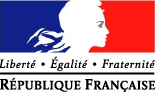 Liberté • Égalité • Fraternité
RÉPUBLIQUE FRANÇAISE